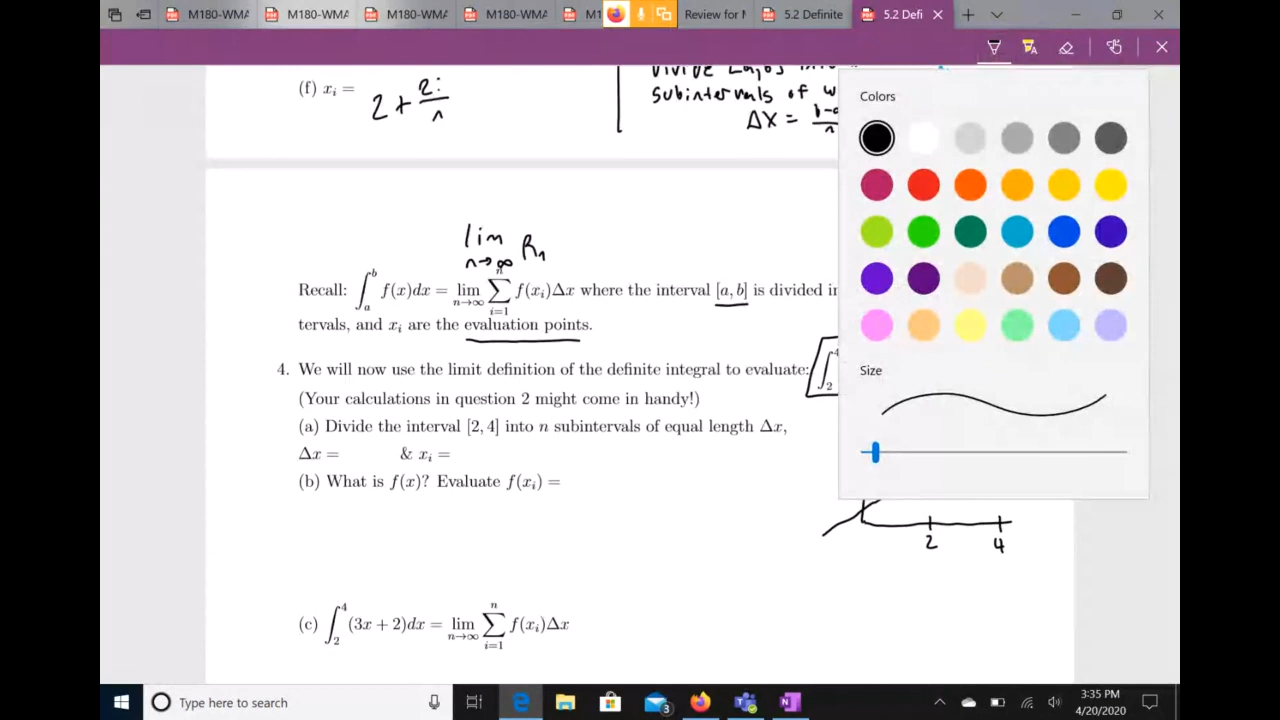 M180-WMA M180-WMA M180-WMA M180-WMA M1 Review for M 5.2 Definite 5.2 Defi
subintervals of w
(f) xᵢ = 2 + 2i/n
Δx = b-a/n
Colors
lim n→∞ Rₙ
Recall: ∫ₐᵇ f(x)dx = lim n→∞ ∑ᵢ₌₁ⁿ f(xᵢ)Δx where the interval [a, b] is divided in
tervals, and xᵢ are the evaluation points.
4. We will now use the limit definition of the definite integral to evaluate: ∫₂⁴
Size
(Your calculations in question 2 might come in handy!)
(a) Divide the interval [2, 4] into n subintervals of equal length Δx,
Δx = & xᵢ =
(b) What is f(x)? Evaluate f(xᵢ) =
2 4
(c) ∫₂⁴ (3x + 2)dx = lim n→∞ ∑ᵢ₌₁ⁿ f(xᵢ)Δx
Type here to search
3
3:35 PM
4/20/2020